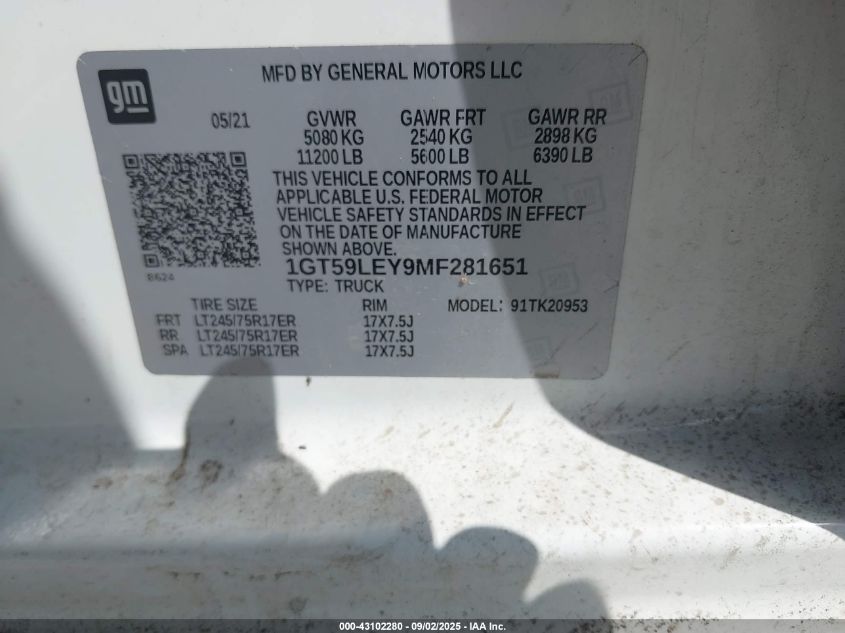 gm
MFD BY GENERAL MOTORS LLC
05/21 GVWR GAWR FRT GAWR RR
5080 KG 2540 KG 2898 KG
11200 LB 5600 LB 6390 LB
THIS VEHICLE CONFORMS TO ALL
APPLICABLE U.S. FEDERAL MOTOR
VEHICLE SAFETY STANDARDS IN EFFECT
ON THE DATE OF MANUFACTURE
SHOWN ABOVE.
8624
1GT59LEY9MF281651
TYPE: TRUCK
TIRE SIZE RIM MODEL: 91TK20953
FRT LT245/75R17ER 17X7.5J
RR LT245/75R17ER 17X7.5J
SPA LT245/75R17ER 17X7.5J
000-43102280 - 09/02/2025 - IAA Inc.